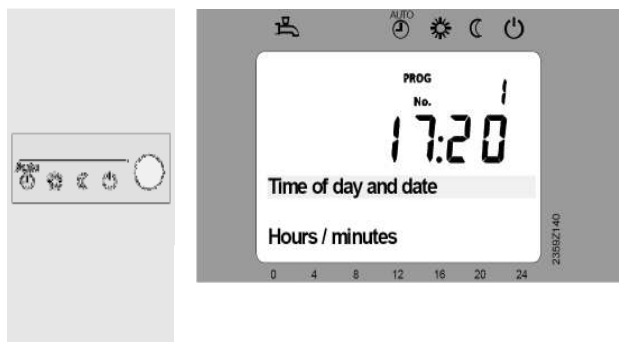 AUTO
PROG
No.
1
17:20
Time of day and date
Hours / minutes
0 4 8 12 16 20 24
2359Z140